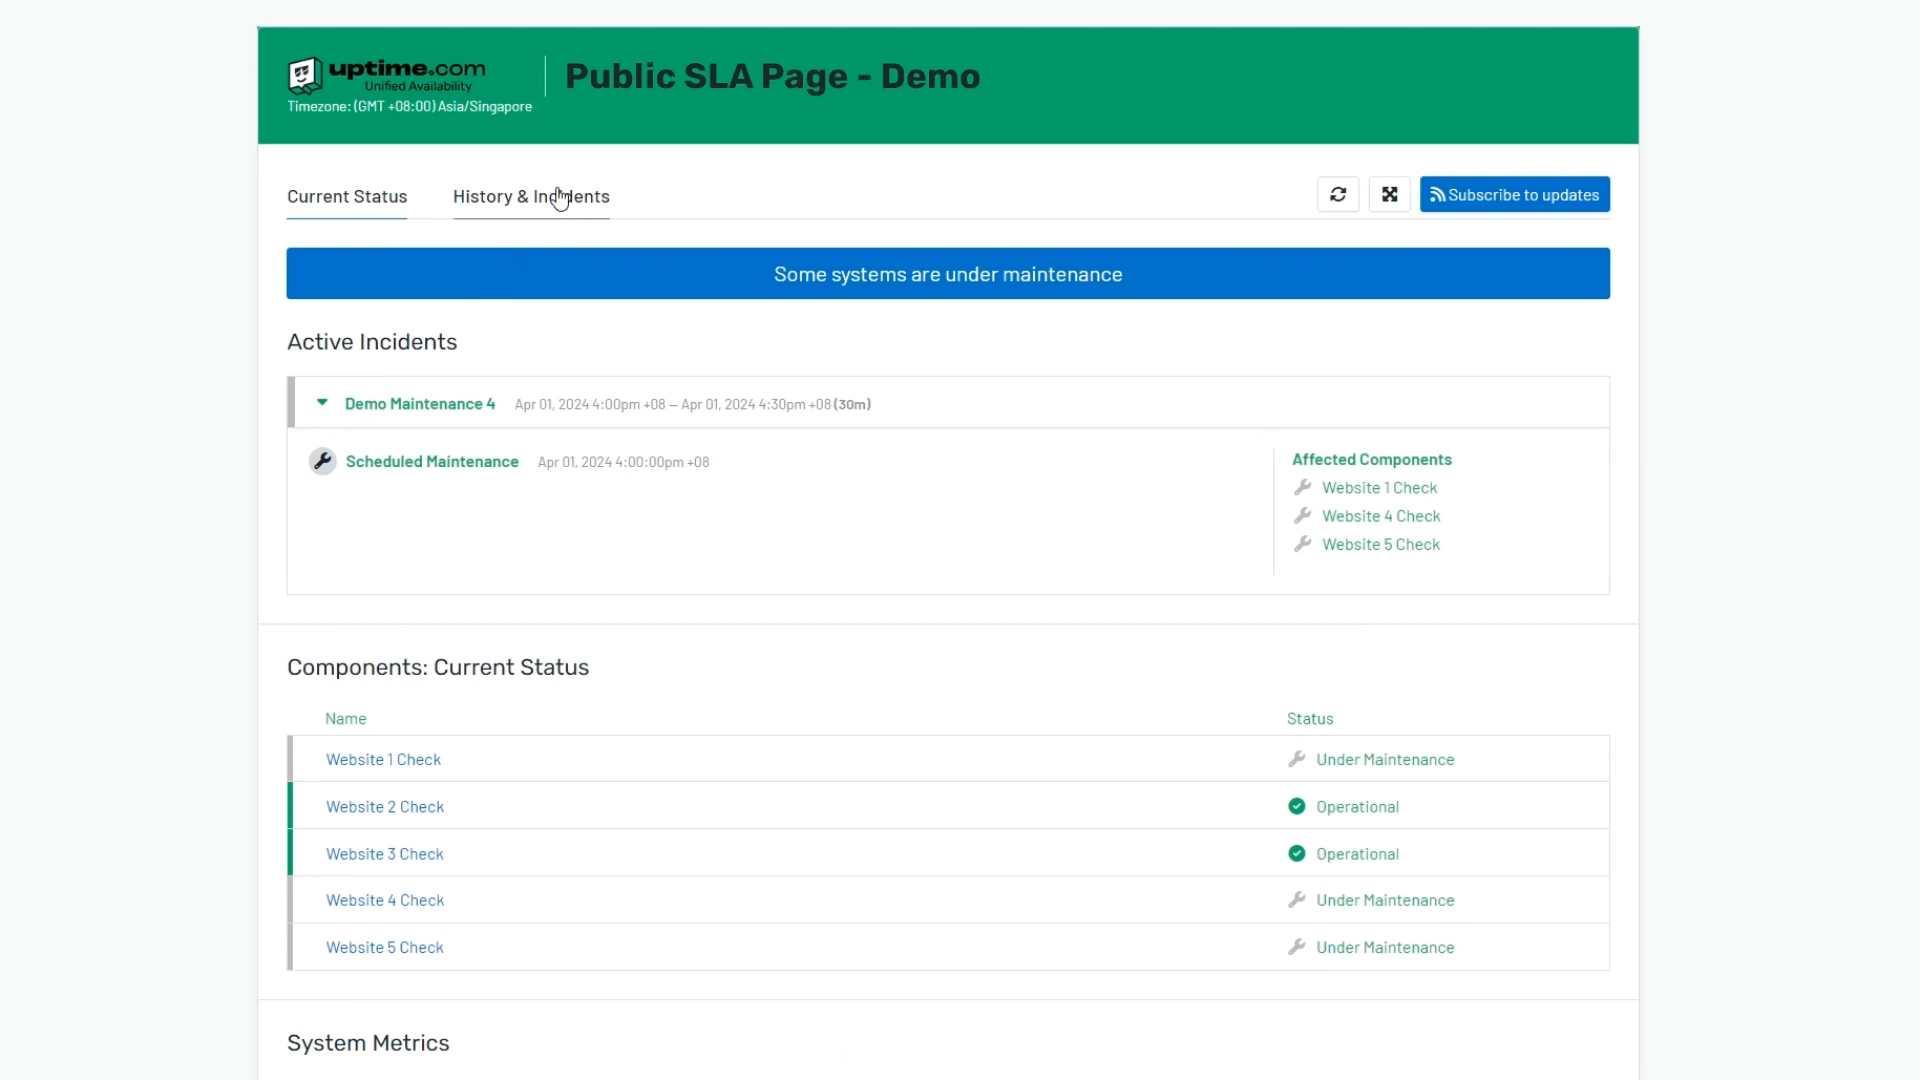 uptime.com
Unified Availability
Timezone: (GMT +08:00) Asia/Singapore
Public SLA Page - Demo
Current Status
History & Incidents
Subscribe to updates
Some systems are under maintenance
Active Incidents
Demo Maintenance 4 Apr 01, 2024 4:00pm +08 — Apr 01, 2024 4:30pm +08 (30m)
Scheduled Maintenance Apr 01, 2024 4:00:00pm +08
Affected Components
Website 1 Check
Website 4 Check
Website 5 Check
Components: Current Status
Name Status
Website 1 Check Under Maintenance
Website 2 Check Operational
Website 3 Check Operational
Website 4 Check Under Maintenance
Website 5 Check Under Maintenance
System Metrics